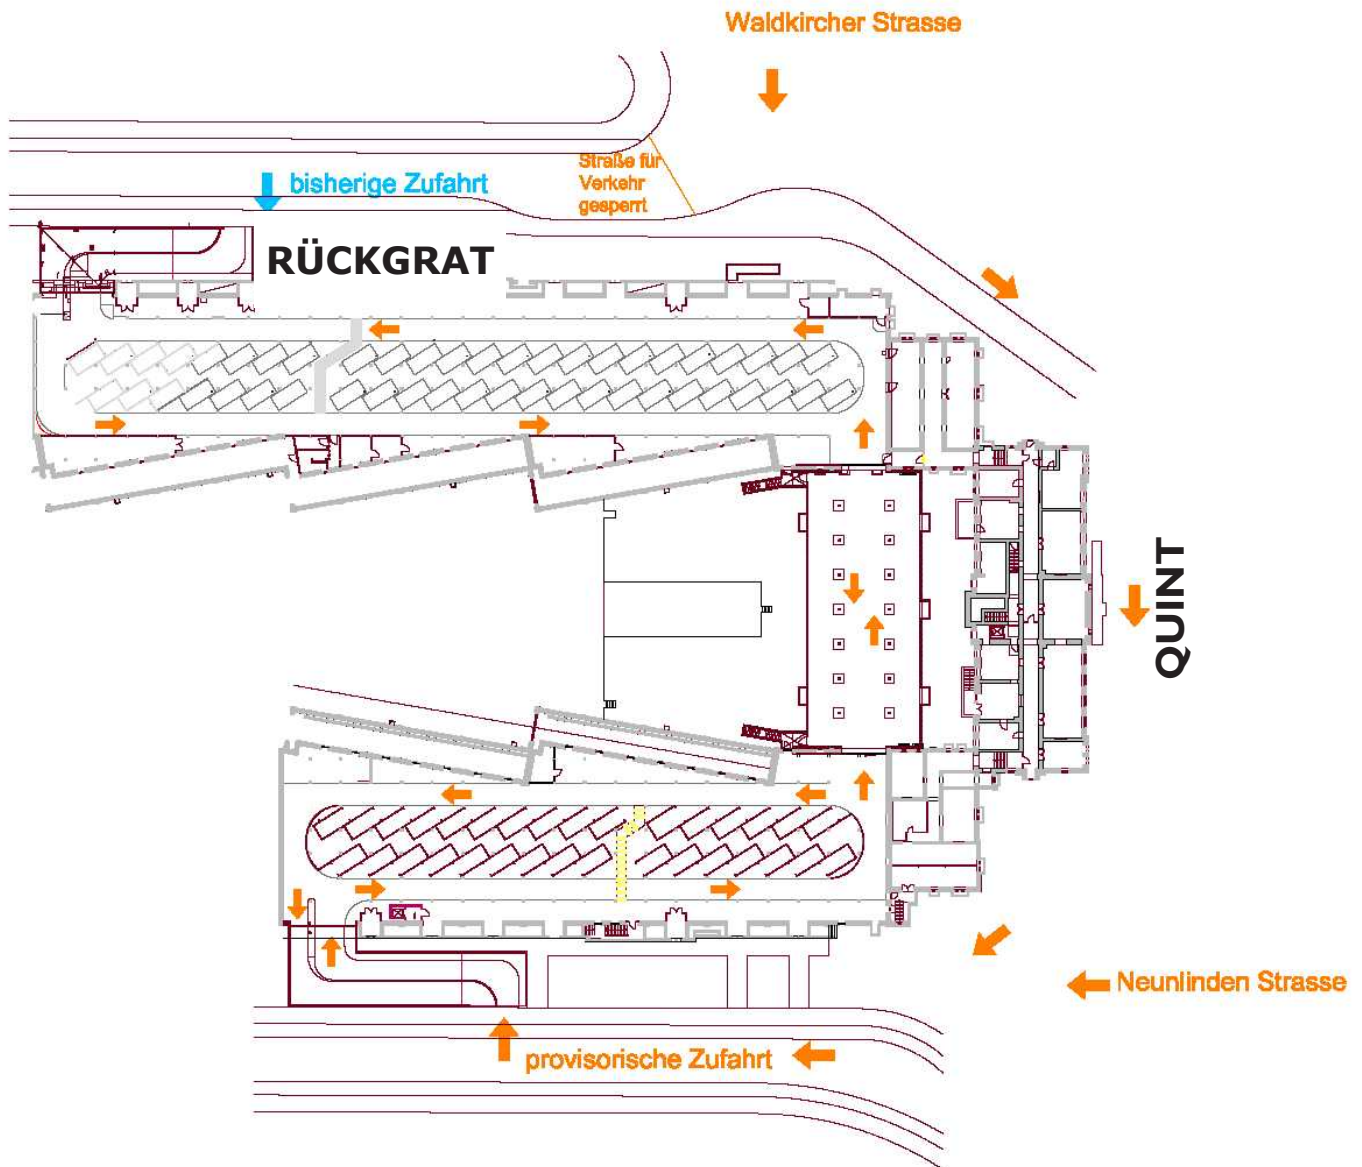 Waldkircher Strasse
Straße für
Verkehr
gesperrt
bisherige Zufahrt
RÜCKGRAT
QUINT
Neunlinden Strasse
provisorische Zufahrt